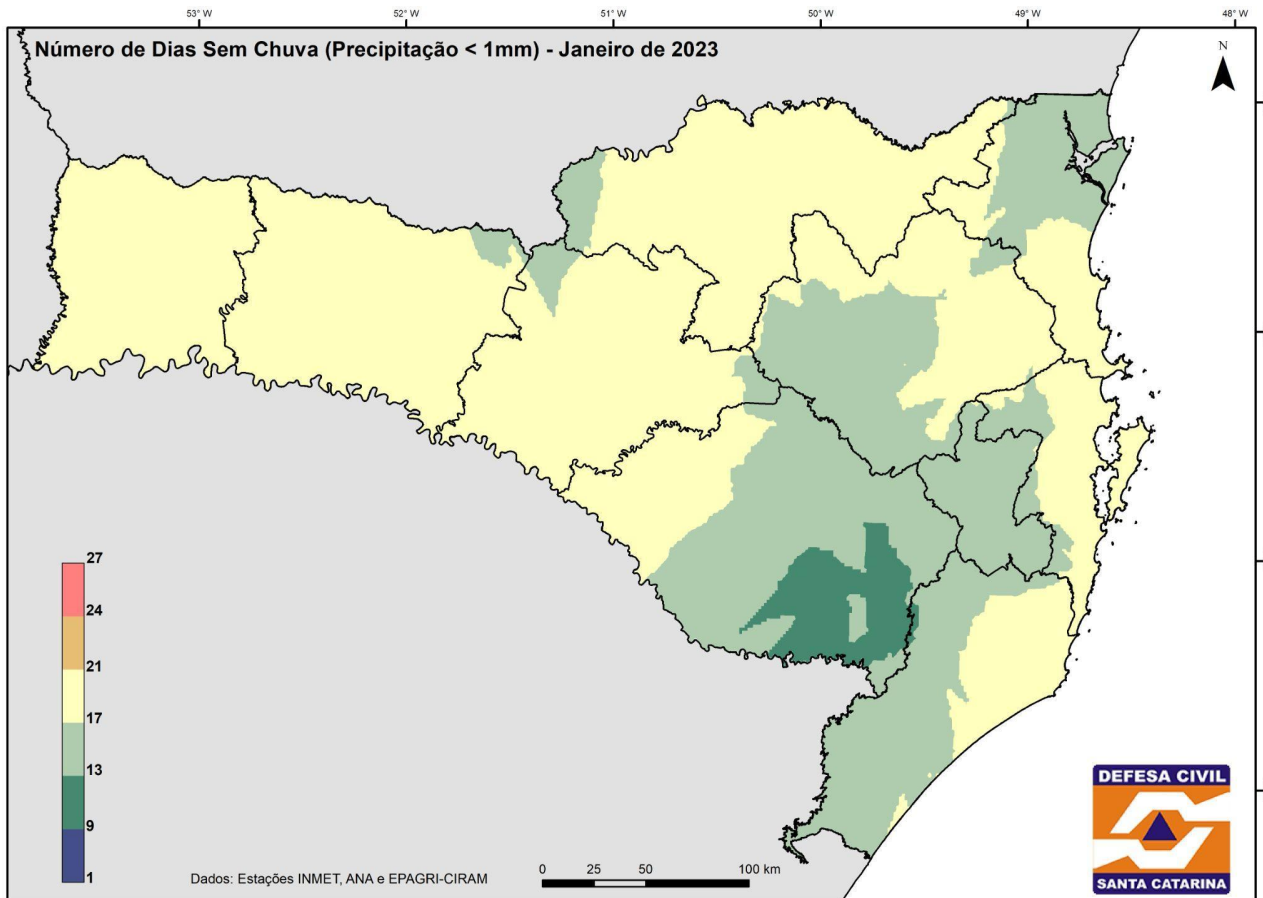 53° W 52° W 51° W 50° W 49° W 48° W
Número de Dias Sem Chuva (Precipitação < 1mm) - Janeiro de 2023
N
27
24
21
17
13
9
1
Dados: Estações INMET, ANA e EPAGRI-CIRAM
0 25 50 100 km
DEFESA CIVIL
SANTA CATARINA